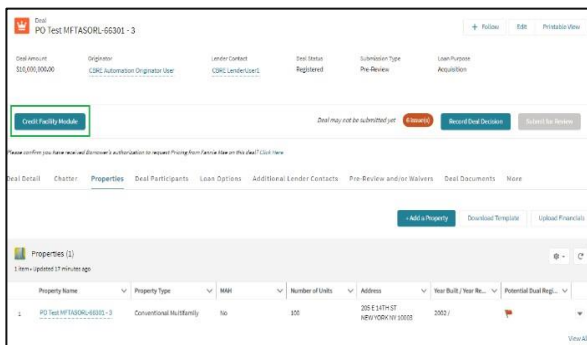 Deal
PO Test MFTASORL-66301 - 3
+ Follow Edit Printable View
Deal Amount Originator Lender Contact Deal Status Submission Type Loan Purpose
$10,000,000.00 CBRE Automation Originator User CBRE LenderUser1 Registered Pre-Review Acquisition
Credit Facility Module Deal may not be submitted yet 6 Issue(s) Record Deal Decision Submit for Review
Please confirm you have received Borrower's authorization to request Pricing from Fannie Mae on this deal? Click Here
Deal Detail Chatter Properties Deal Participants Loan Options Additional Lender Contacts Pre-Review and/or Waivers Deal Documents More
+Add a Property Download Template Upload Financials
Properties (1)
1 item • Updated 17 minutes ago
Property Name Property Type MAH Number of Units Address Year Built / Year Re... Potential Dual Regi...
1 PO Test MFTASORL-66301 - 3 Conventional Multifamily No 100 205 E 14TH ST 2002 /
NEW YORK NY 10003
View All